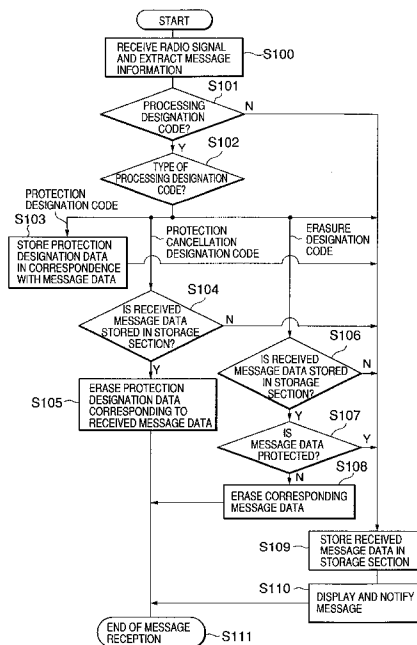 START
RECEIVE RADIO SIGNAL
AND EXTRACT MESSAGE
INFORMATION
S100
S101
PROCESSING
DESIGNATION
CODE?
N
Y
S102
TYPE OF
PROCESSING DESIGNATION
CODE?
PROTECTION
DESIGNATION CODE
S103
STORE PROTECTION
DESIGNATION DATA
IN CORRESPONDENCE
WITH MESSAGE DATA
PROTECTION
CANCELLATION
DESIGNATION CODE
ERASURE
DESIGNATION
CODE
S104
IS RECEIVED
MESSAGE DATA
STORED IN STORAGE
SECTION?
N
Y
S105
ERASE PROTECTION
DESIGNATION DATA
CORRESPONDING TO
RECEIVED MESSAGE DATA
S106
IS RECEIVED
MESSAGE DATA STORED
IN STORAGE
SECTION?
N
Y
S107
IS
MESSAGE DATA
PROTECTED?
Y
N
S108
ERASE CORRESPONDING
MESSAGE DATA
S109
STORE RECEIVED
MESSAGE DATA IN
STORAGE SECTION
S110
DISPLAY AND NOTIFY
MESSAGE
END OF MESSAGE
RECEPTION
S111